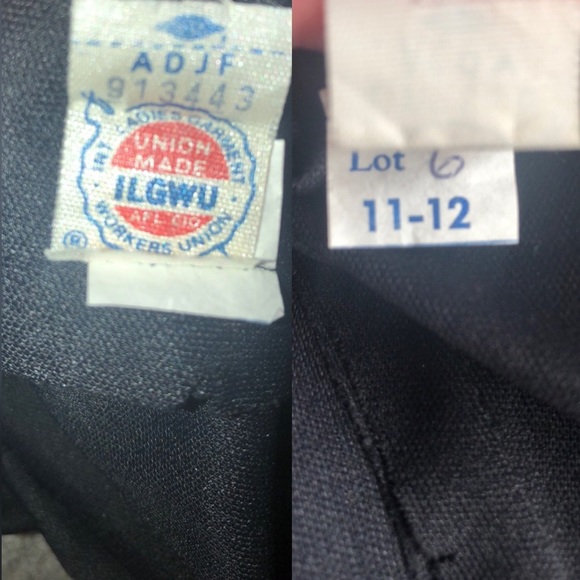 ADJF
913443
INT. LADIES GARMENT
UNION
MADE
ILGWU
AFL CIO
WORKERS UNION
®
Lot 6
11-12